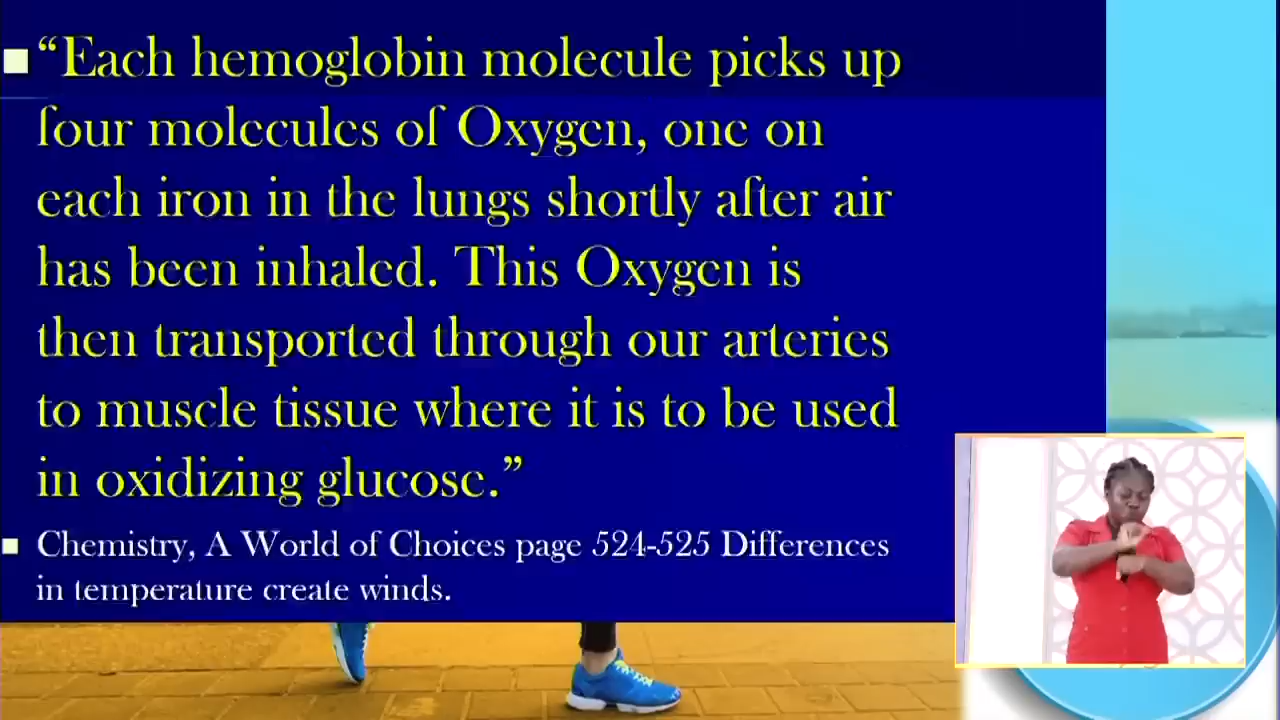 “Each hemoglobin molecule picks up
four molecules of Oxygen, one on
each iron in the lungs shortly after air
has been inhaled. This Oxygen is
then transported through our arteries
to muscle tissue where it is to be used
in oxidizing glucose.”
Chemistry, A World of Choices page 524-525 Differences
in temperature create winds.